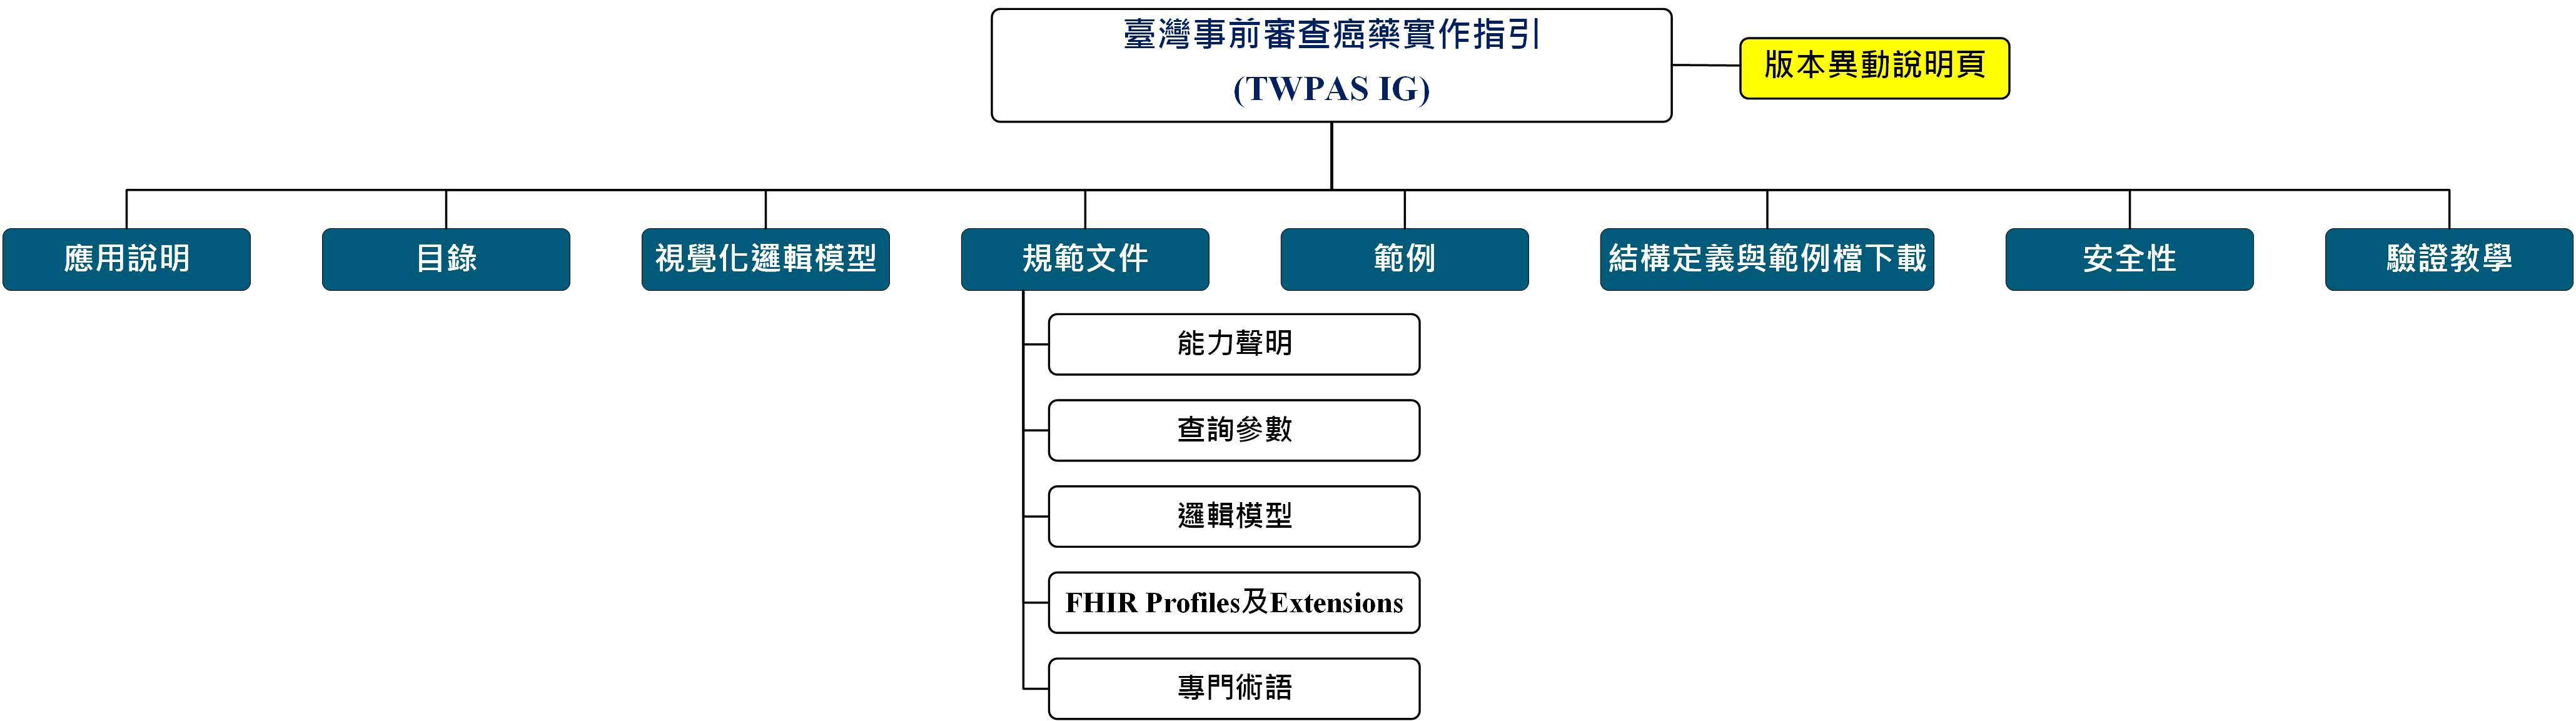 臺灣事前審查癌藥實作指引
(TWPAS IG)
版本異動說明頁
應用說明
目錄
視覺化邏輯模型
規範文件
範例
結構定義與範例檔下載
安全性
驗證教學
能力聲明
查詢參數
邏輯模型
FHIR Profiles及Extensions
專門術語